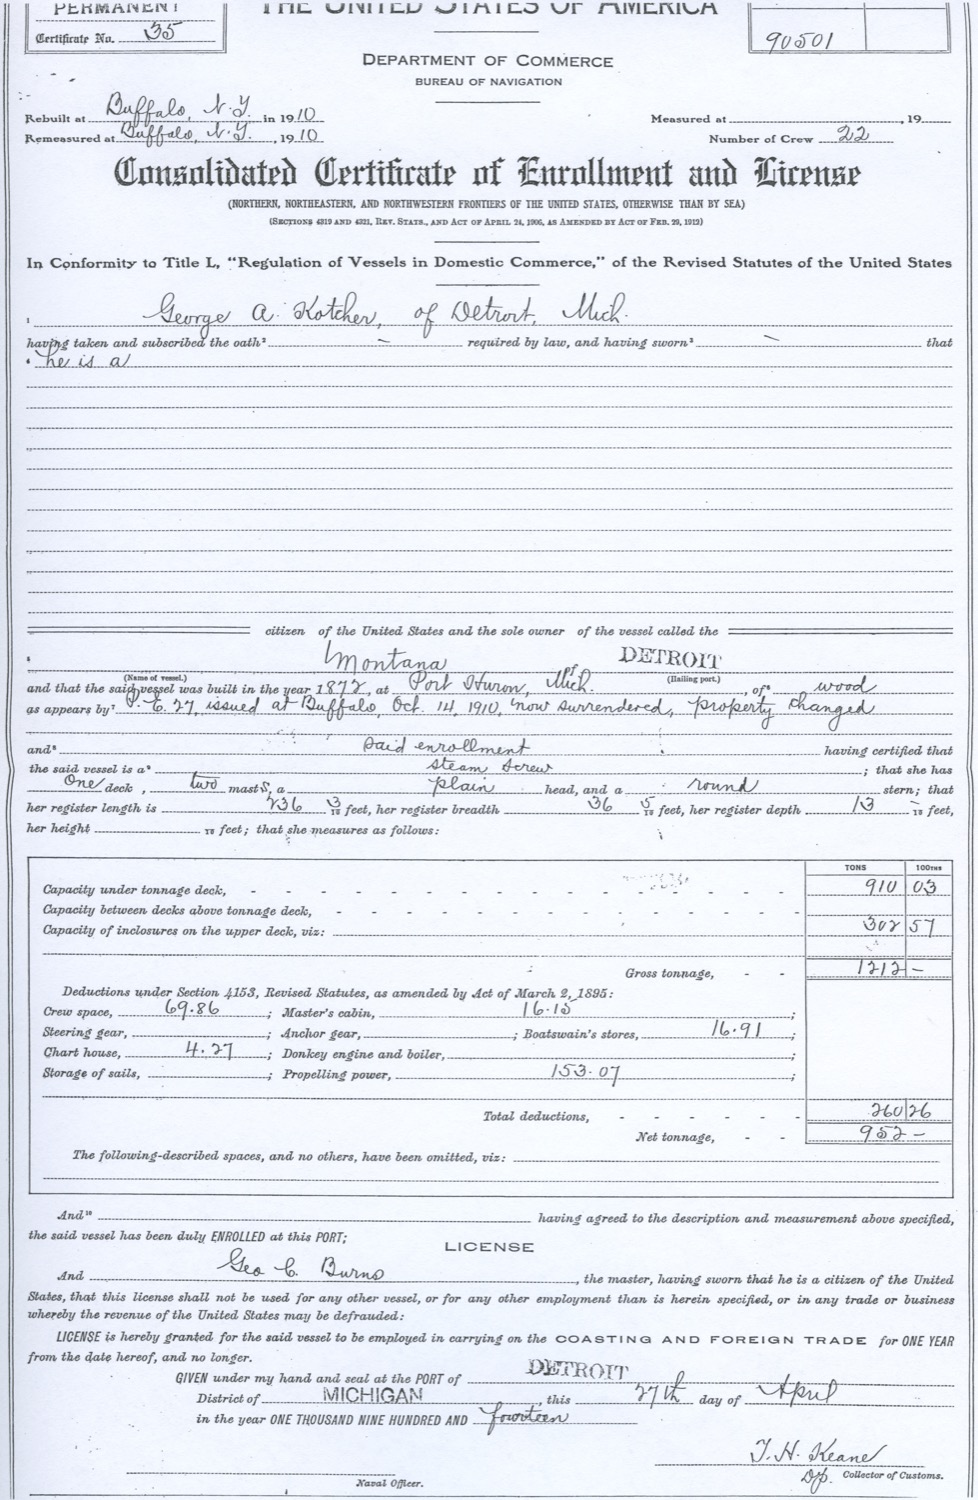 PERMANENT
THE UNITED STATES OF AMERICA
Certificate No. 35
90501
DEPARTMENT OF COMMERCE
BUREAU OF NAVIGATION
Rebuilt at Buffalo, N.Y. in 1910
Measured at , 19
Remeasured at Buffalo, N.Y. , 1910
Number of Crew 22
Consolidated Certificate of Enrollment and License
(NORTHERN, NORTHEASTERN, AND NORTHWESTERN FRONTIERS OF THE UNITED STATES, OTHERWISE THAN BY SEA)
(SECTIONS 4319 AND 4321, REV. STATS., AND ACT OF APRIL 24, 1906, AS AMENDED BY ACT OF FEB. 29, 1912)
In Conformity to Title L, "Regulation of Vessels in Domestic Commerce," of the Revised Statutes of the United States
1 George A. Kotcher, of Detroit, Mich.
having taken and subscribed the oath² – required by law, and having sworn³ – that
4 he is a
citizen of the United States and the sole owner of the vessel called the
5 Montana of DETROIT
(Name of vessel.) (Hailing port.)
and that the said vessel was built in the year 1872, at Port Huron, Mich. , of⁶ wood
as appears by⁷ P.E. 27, issued at Buffalo, Oct. 14, 1910, now surrendered, property changed
and⁸ said enrollment having certified that
the said vessel is a⁹ steam screw ; that she has
One deck , two masts, a plain head, and a round stern; that
her register length is 236 3/10 feet, her register breadth 36 5/10 feet, her register depth 13 –/10 feet,
her height /10 feet; that she measures as follows:
TONS 100THS
Capacity under tonnage deck, - - 910 03
Capacity between decks above tonnage deck, - -
Capacity of inclosures on the upper deck, viz: 302 57
Gross tonnage, - - 1212 –
Deductions under Section 4153, Revised Statutes, as amended by Act of March 2, 1895:
Crew space, 69.86 ; Master's cabin, 16.15 ;
Steering gear, ; Anchor gear, ; Boatswain's stores, 16.91 ;
Chart house, 4.27 ; Donkey engine and boiler, ;
Storage of sails, ; Propelling power, 153.07 ;
Total deductions, - - - - - 260 26
Net tonnage, - - 952 –
The following-described spaces, and no others, have been omitted, viz:
And¹⁰ having agreed to the description and measurement above specified,
the said vessel has been duly ENROLLED at this PORT;
LICENSE
And Geo C. Burns , the master, having sworn that he is a citizen of the United
States, that this license shall not be used for any other vessel, or for any other employment than is herein specified, or in any trade or business
whereby the revenue of the United States may be defrauded:
LICENSE is hereby granted for the said vessel to be employed in carrying on the COASTING AND FOREIGN TRADE for ONE YEAR
from the date hereof, and no longer.
GIVEN under my hand and seal at the PORT of DETROIT
District of MICHIGAN , this 27th day of April
in the year ONE THOUSAND NINE HUNDRED AND fourteen
T. H. Keane
Naval Officer. Dp. Collector of Customs.